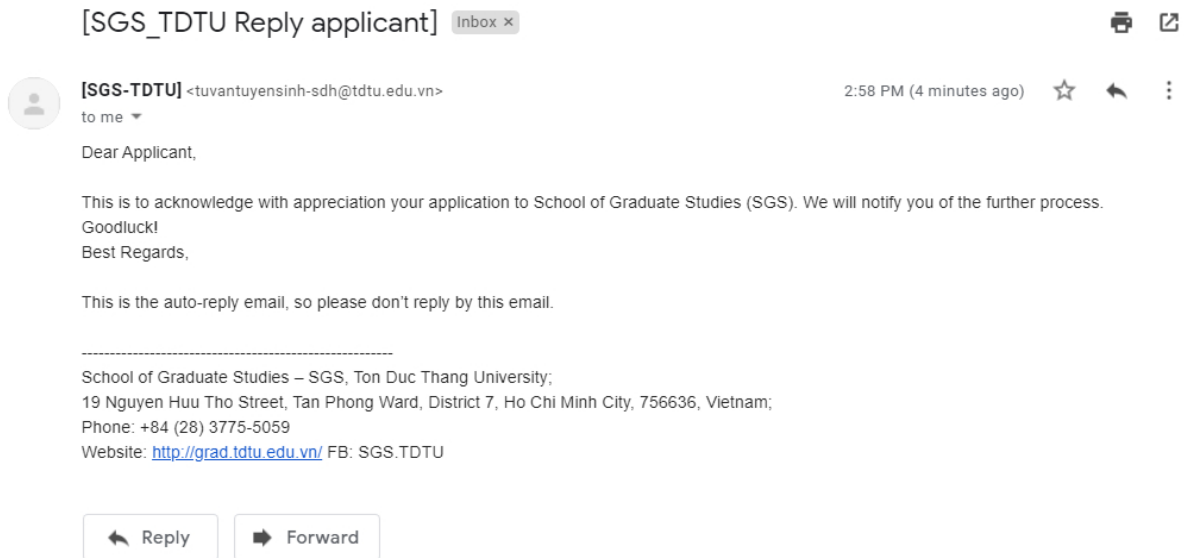 [SGS_TDTU Reply applicant] Inbox ×
[SGS-TDTU] <tuvantuyensinh-sdh@tdtu.edu.vn> 2:58 PM (4 minutes ago)
to me
Dear Applicant,
This is to acknowledge with appreciation your application to School of Graduate Studies (SGS). We will notify you of the further process.
Goodluck!
Best Regards,
This is the auto-reply email, so please don't reply by this email.
-------------------------------------------------------
School of Graduate Studies – SGS, Ton Duc Thang University;
19 Nguyen Huu Tho Street, Tan Phong Ward, District 7, Ho Chi Minh City, 756636, Vietnam;
Phone: +84 (28) 3775-5059
Website: http://grad.tdtu.edu.vn/ FB: SGS.TDTU
Reply Forward